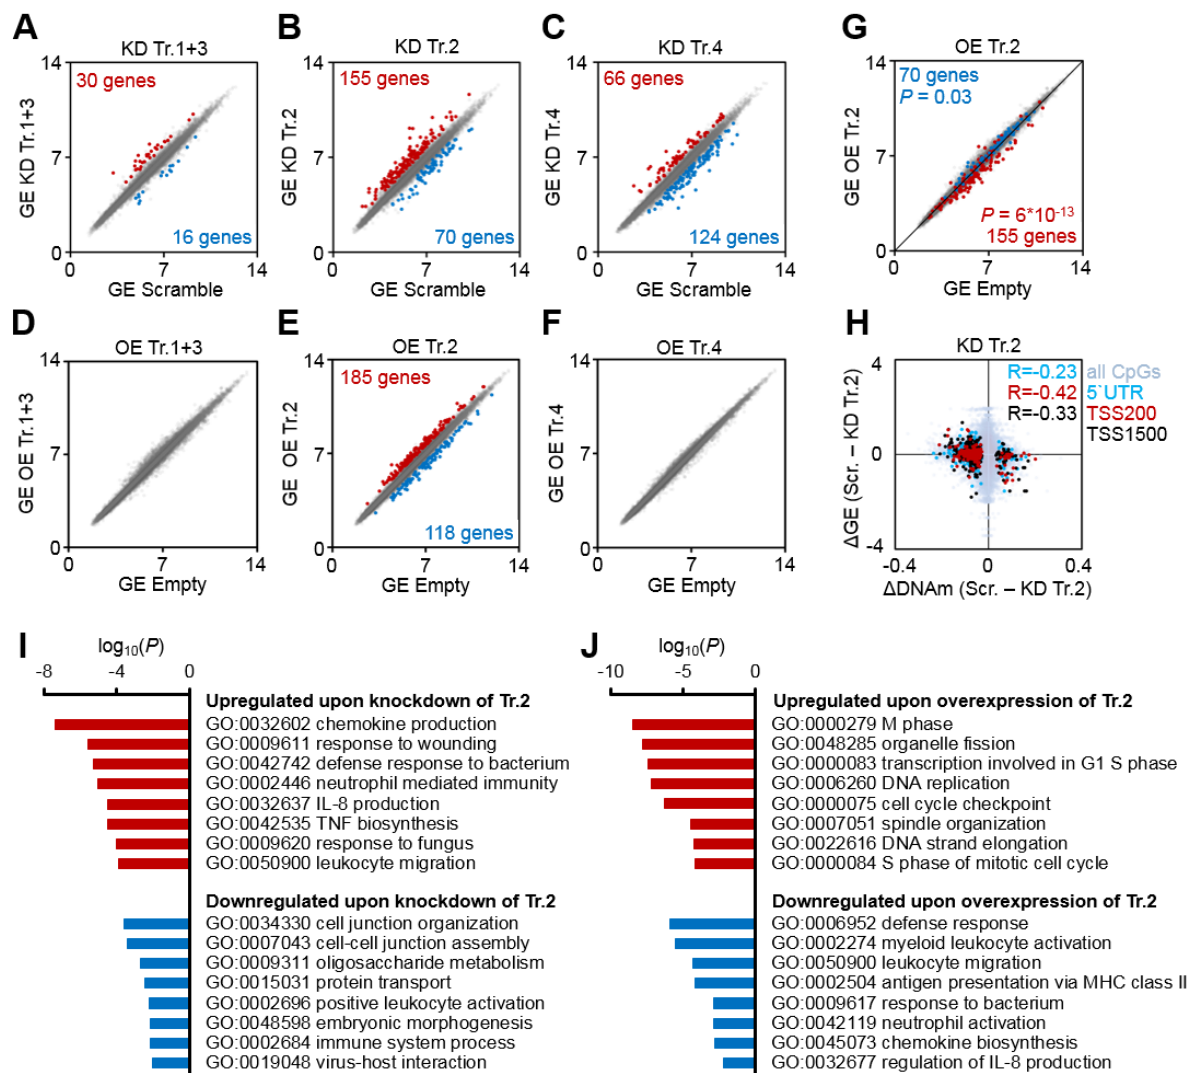 A
KD Tr.1+3
14
30 genes
GE KD Tr.1+3
7
16 genes
0
0
7
14
GE Scramble
B
KD Tr.2
14
155 genes
GE KD Tr.2
7
70 genes
0
0
7
14
GE Scramble
C
KD Tr.4
14
66 genes
GE KD Tr.4
7
124 genes
0
0
7
14
GE Scramble
G
OE Tr.2
14
70 genes
P = 0.03
GE OE Tr.2
7
P = 6*10-13
155 genes
0
0
7
14
GE Empty
D
OE Tr.1+3
14
GE OE Tr.1+3
7
0
0
7
14
GE Empty
E
OE Tr.2
14
185 genes
GE OE Tr.2
7
118 genes
0
0
7
14
GE Empty
F
OE Tr.4
14
GE OE Tr.4
7
0
0
7
14
GE Empty
H
KD Tr.2
4
R=-0.23 all CpGs
R=-0.42 5`UTR
R=-0.33 TSS200
TSS1500
ΔGE (Scr. – KD Tr.2)
0
-4
-0.4
0
0.4
ΔDNAm (Scr. – KD Tr.2)
I
log10(P)
-8
-4
0
Upregulated upon knockdown of Tr.2
GO:0032602 chemokine production
GO:0009611 response to wounding
GO:0042742 defense response to bacterium
GO:0002446 neutrophil mediated immunity
GO:0032637 IL-8 production
GO:0042535 TNF biosynthesis
GO:0009620 response to fungus
GO:0050900 leukocyte migration
Downregulated upon knockdown of Tr.2
GO:0034330 cell junction organization
GO:0007043 cell-cell junction assembly
GO:0009311 oligosaccharide metabolism
GO:0015031 protein transport
GO:0002696 positive leukocyte activation
GO:0048598 embryonic morphogenesis
GO:0002684 immune system process
GO:0019048 virus-host interaction
J
log10(P)
-10
-5
0
Upregulated upon overexpression of Tr.2
GO:0000279 M phase
GO:0048285 organelle fission
GO:0000083 transcription involved in G1 S phase
GO:0006260 DNA replication
GO:0000075 cell cycle checkpoint
GO:0007051 spindle organization
GO:0022616 DNA strand elongation
GO:0000084 S phase of mitotic cell cycle
Downregulated upon overexpression of Tr.2
GO:0006952 defense response
GO:0002274 myeloid leukocyte activation
GO:0050900 leukocyte migration
GO:0002504 antigen presentation via MHC class II
GO:0009617 response to bacterium
GO:0042119 neutrophil activation
GO:0045073 chemokine biosynthesis
GO:0032677 regulation of IL-8 production